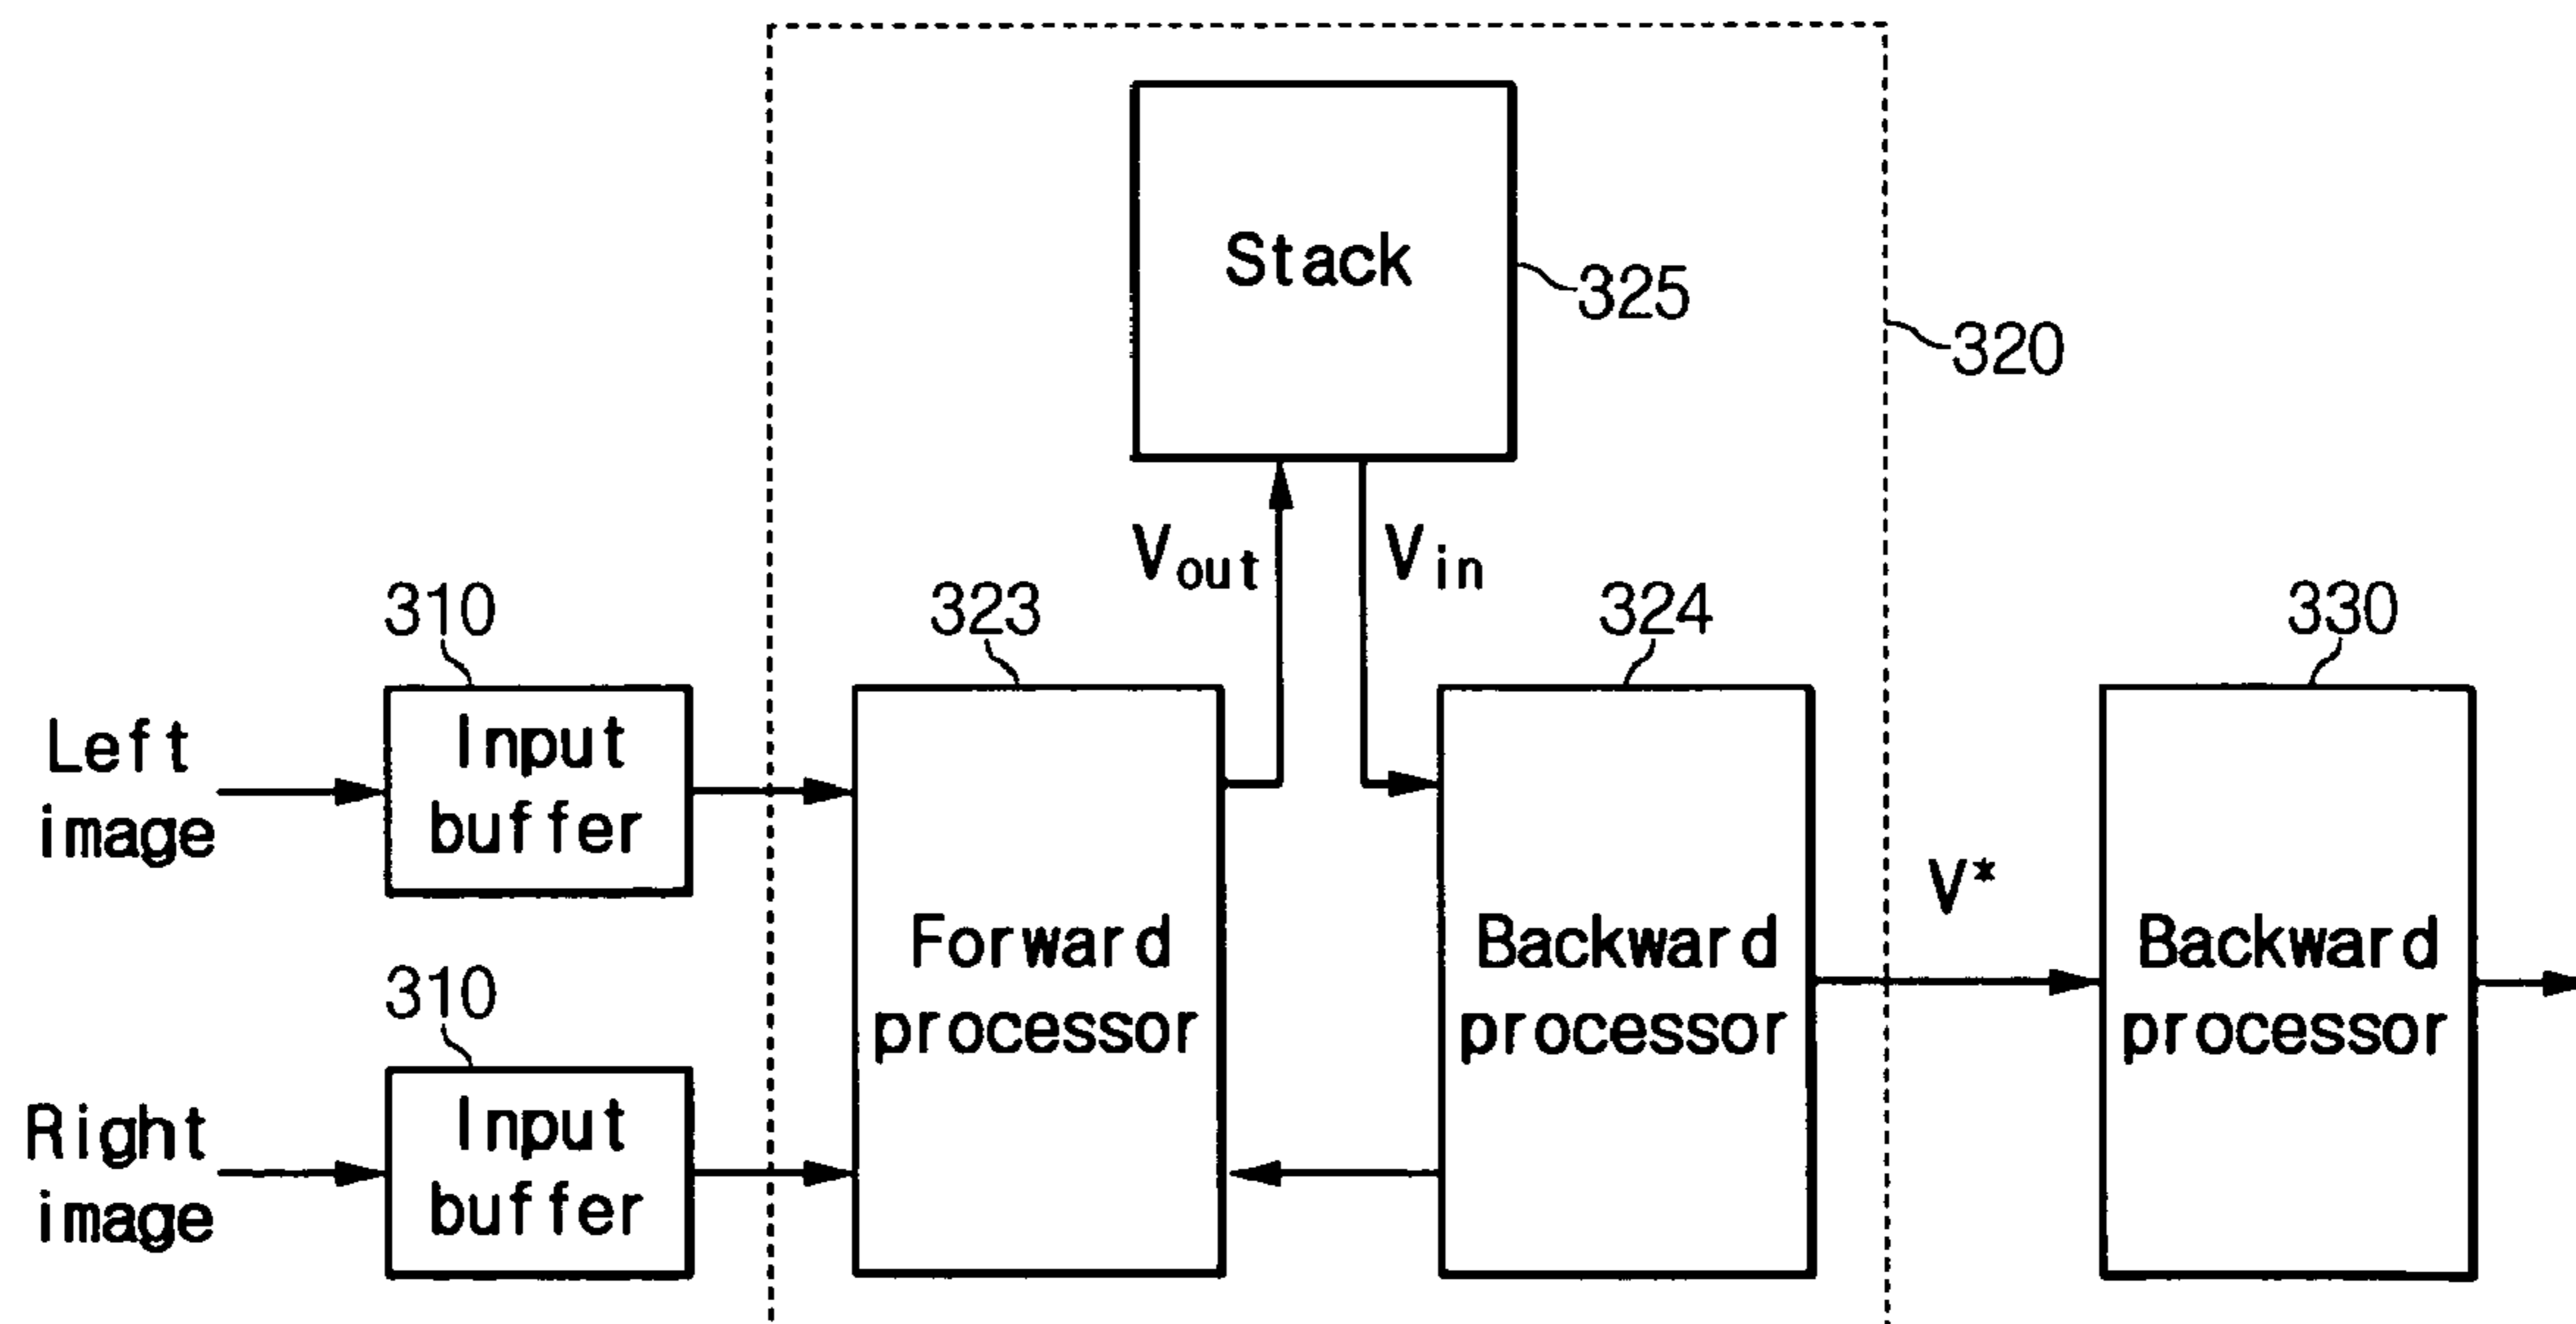 Stack
325
320
Vout
Vin
310
323
324
330
Left
image
Input
buffer
Forward
processor
Backward
processor
V*
Backward
processor
310
Right
image
Input
buffer